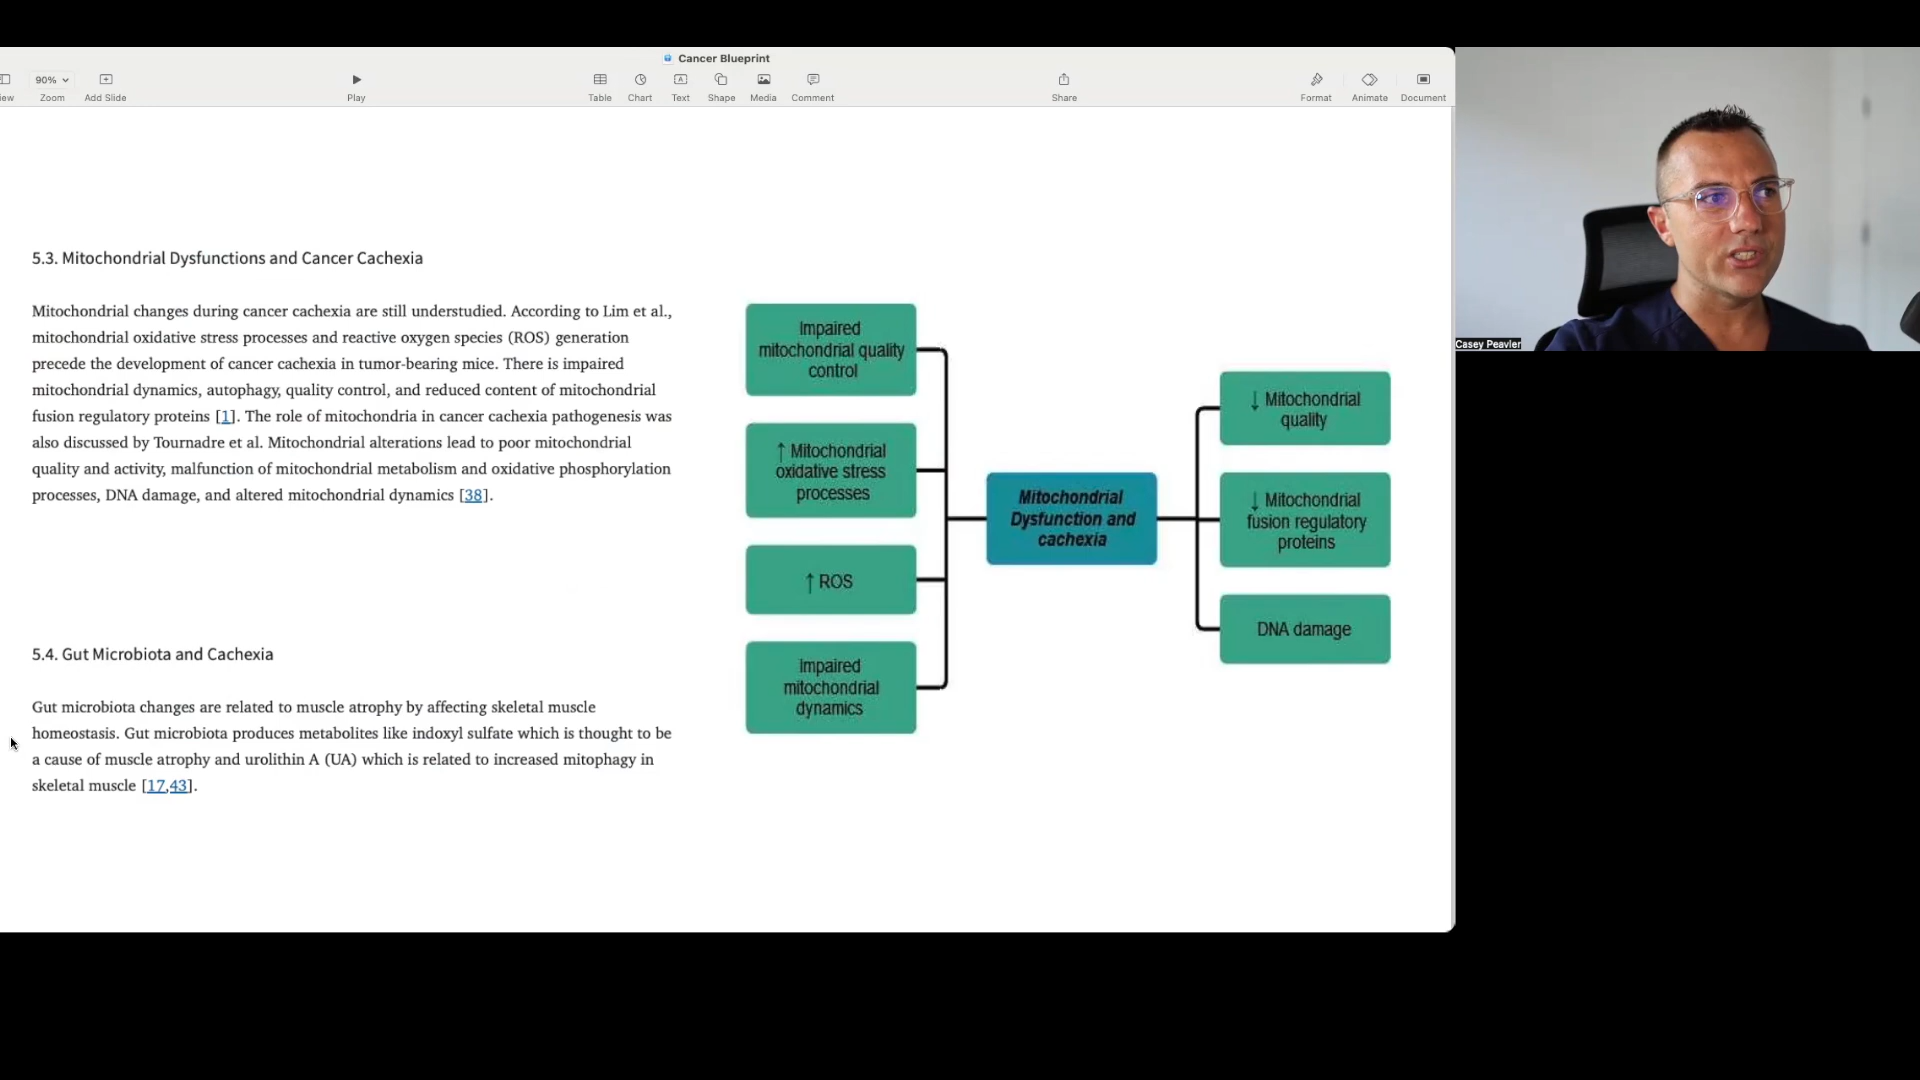 Cancer Blueprint
90%
Zoom
Add Slide
Play
Table
Chart
Text
Shape
Media
Comment
Share
Format
Animate
Document
Casey Peavler
5.3. Mitochondrial Dysfunctions and Cancer Cachexia
Mitochondrial changes during cancer cachexia are still understudied. According to Lim et al.,
mitochondrial oxidative stress processes and reactive oxygen species (ROS) generation
precede the development of cancer cachexia in tumor-bearing mice. There is impaired
mitochondrial dynamics, autophagy, quality control, and reduced content of mitochondrial
fusion regulatory proteins [1]. The role of mitochondria in cancer cachexia pathogenesis was
also discussed by Tournadre et al. Mitochondrial alterations lead to poor mitochondrial
quality and activity, malfunction of mitochondrial metabolism and oxidative phosphorylation
processes, DNA damage, and altered mitochondrial dynamics [38].
5.4. Gut Microbiota and Cachexia
Gut microbiota changes are related to muscle atrophy by affecting skeletal muscle
homeostasis. Gut microbiota produces metabolites like indoxyl sulfate which is thought to be
a cause of muscle atrophy and urolithin A (UA) which is related to increased mitophagy in
skeletal muscle [17,43].
Impaired
mitochondrial quality
control
↑ Mitochondrial
oxidative stress
processes
↑ ROS
Impaired
mitochondrial
dynamics
Mitochondrial
Dysfunction and
cachexia
↓ Mitochondrial
quality
↓ Mitochondrial
fusion regulatory
proteins
DNA damage